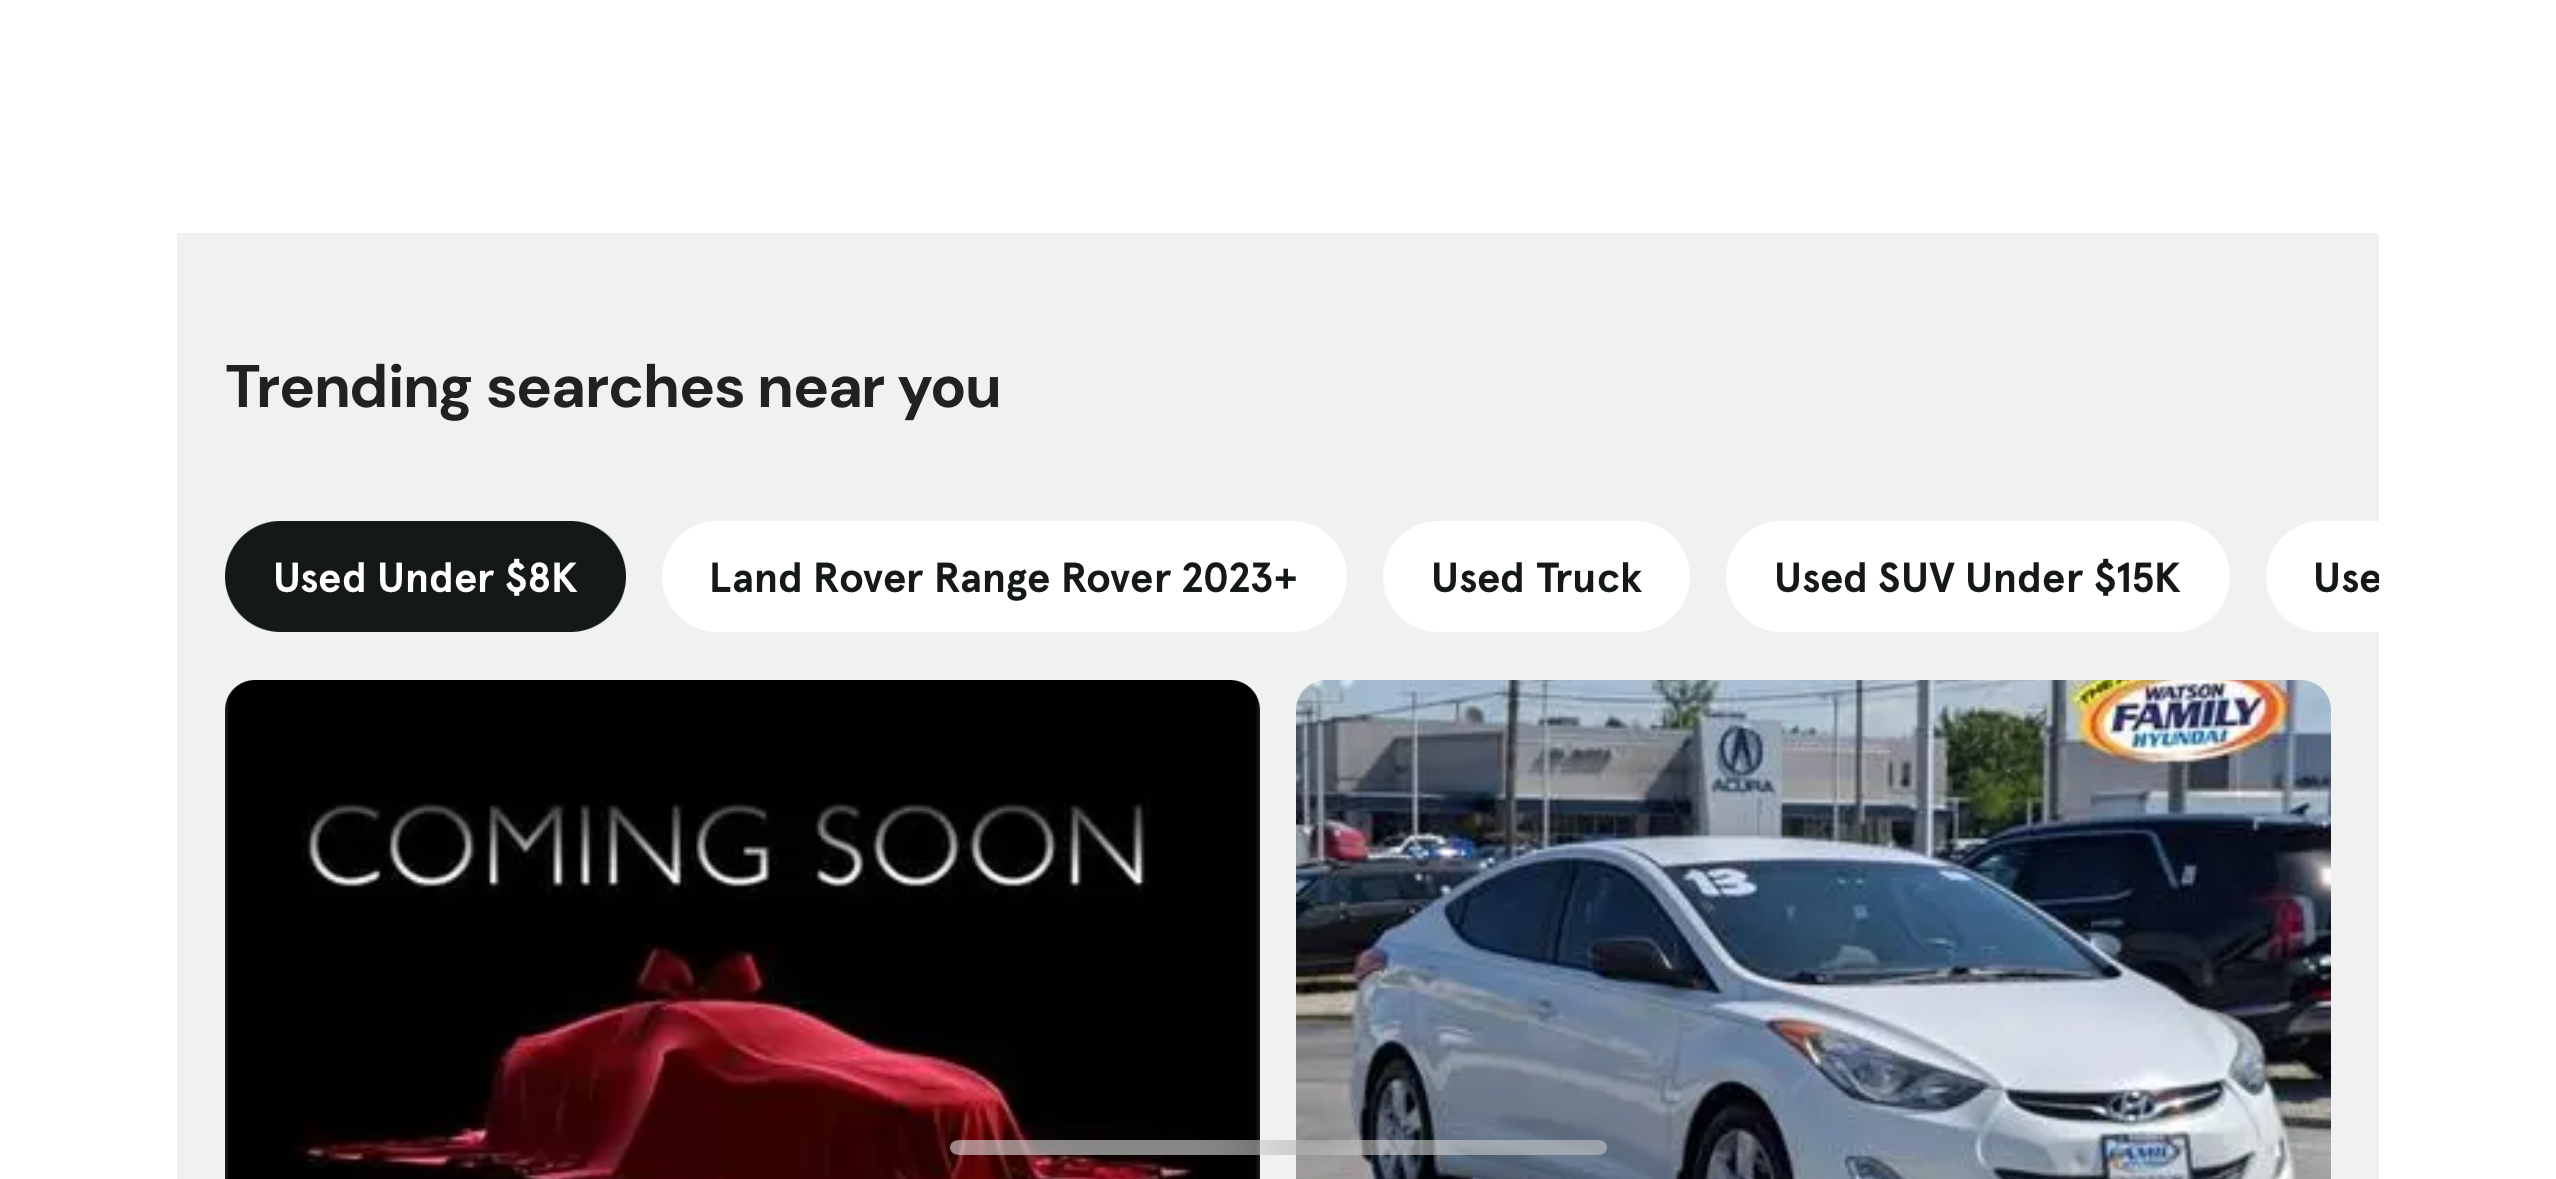 Trending searches near you
Used Under $8K
Land Rover Range Rover 2023+
Used Truck
Used SUV Under $15K
Use
COMING SOON
WATSON
FAMILY
HYUNDAI
ACURA
13